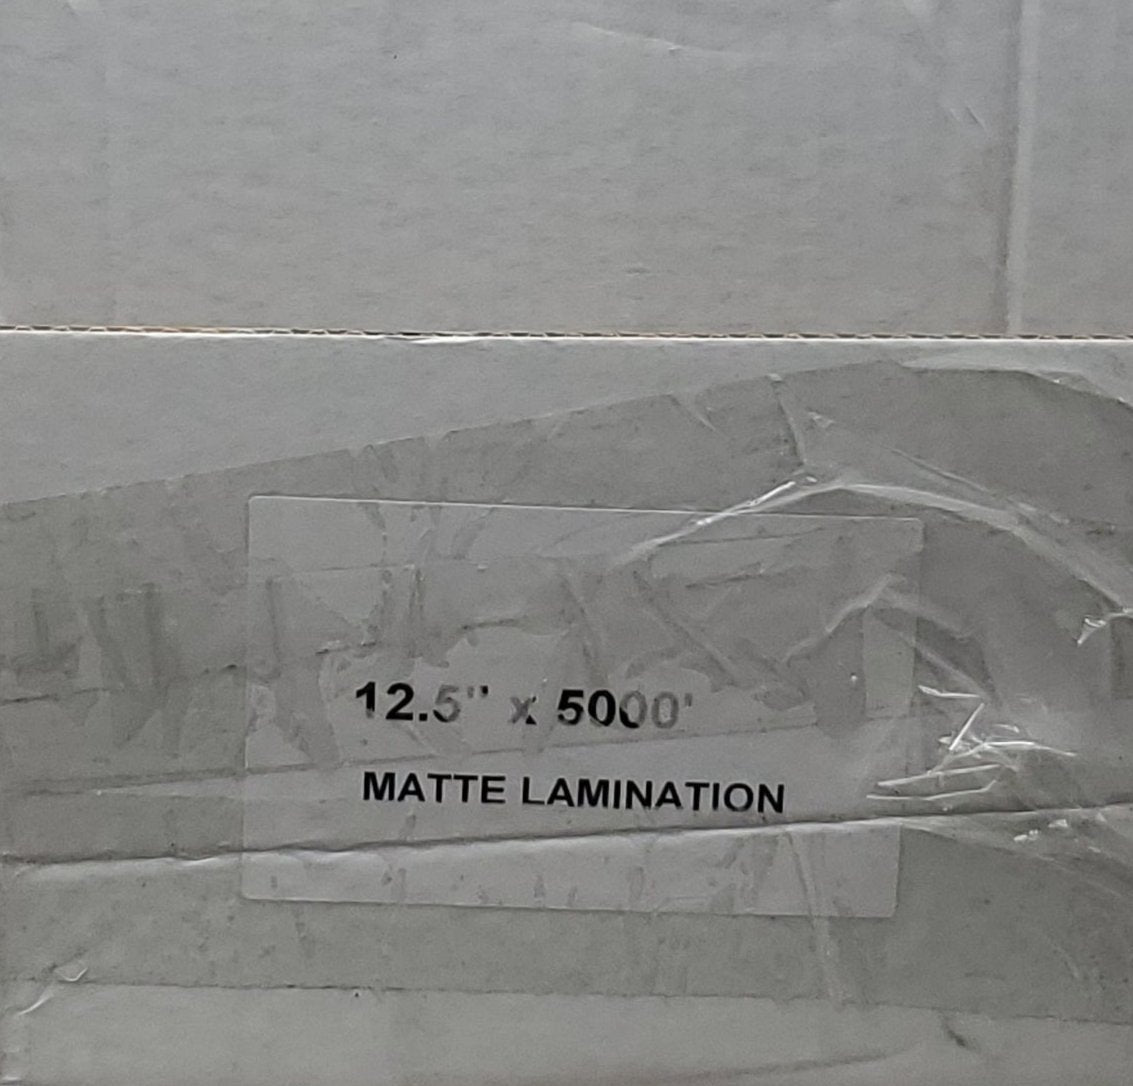 12.5" x 5000'
MATTE LAMINATION